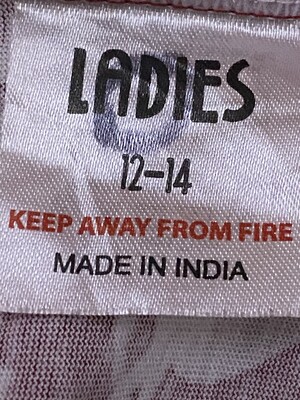 LADIES
12-14
KEEP AWAY FROM FIRE
MADE IN INDIA